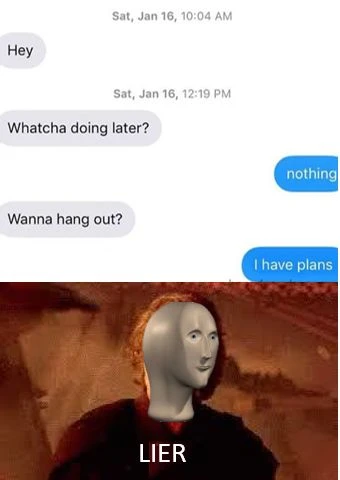 Sat, Jan 16, 10:04 AM
Hey
Sat, Jan 16, 12:19 PM
Whatcha doing later?
nothing
Wanna hang out?
I have plans
LIER